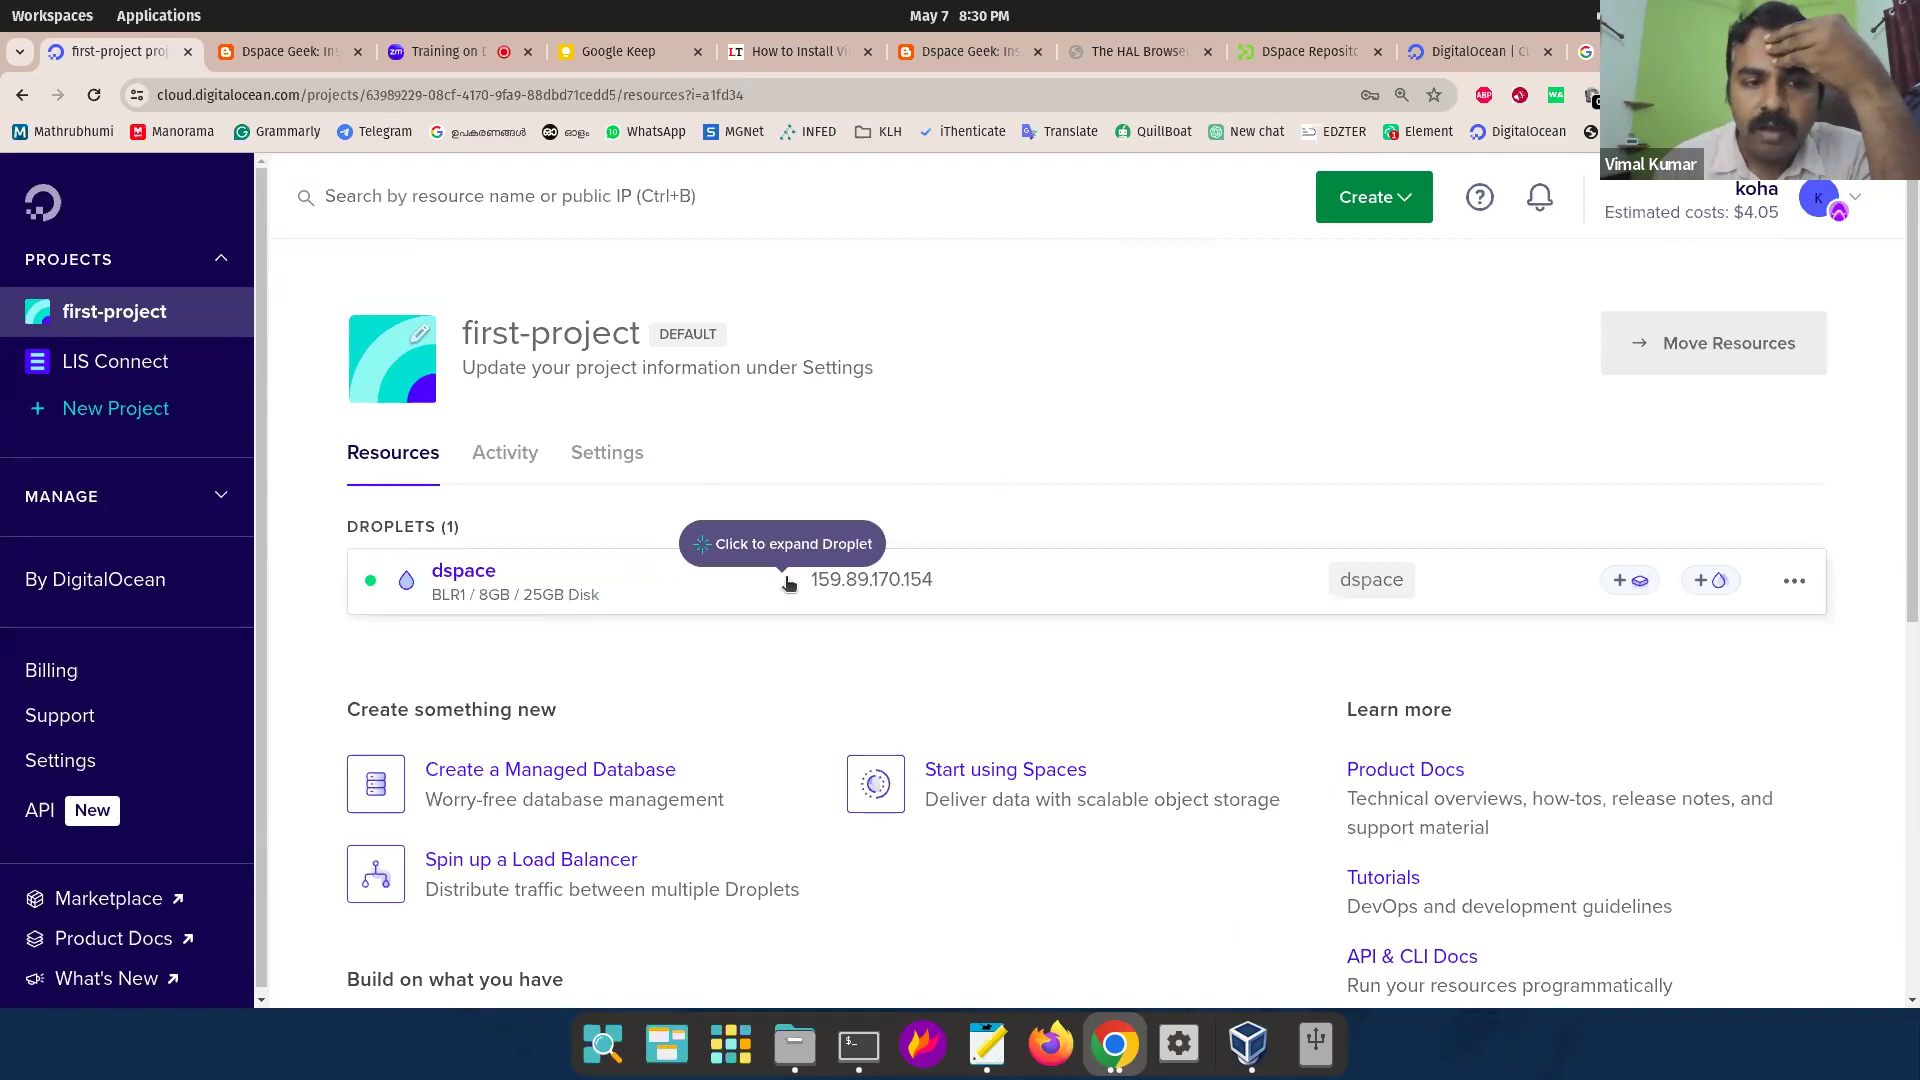 Workspaces Applications May 7 8:30 PM
first-project pro Dspace Geek: In Training on D Google Keep How to Install Vi Dspace Geek: Ins The HAL Browse DSpace Reposito DigitalOcean | Cl
cloud.digitalocean.com/projects/63989229-08cf-4170-9fa9-88dbd71cedd5/resources?i=a1fd34
Mathrubhumi Manorama Grammarly Telegram ഉപകരണങ്ങൾ ഓളം WhatsApp MGNet INFED KLH iThenticate Translate QuillBoat New chat EDZTER Element DigitalOcean
Vimal Kumar
Search by resource name or public IP (Ctrl+B)
Create
koha
Estimated costs: $4.05
K
PROJECTS
first-project
LIS Connect
+ New Project
MANAGE
By DigitalOcean
Billing
Support
Settings
API New
Marketplace
Product Docs
What's New
first-project DEFAULT
Update your project information under Settings
→ Move Resources
Resources Activity Settings
DROPLETS (1)
Click to expand Droplet
dspace
BLR1 / 8GB / 25GB Disk
159.89.170.154
dspace
Create something new
Create a Managed Database
Worry-free database management
Start using Spaces
Deliver data with scalable object storage
Spin up a Load Balancer
Distribute traffic between multiple Droplets
Build on what you have
Learn more
Product Docs
Technical overviews, how-tos, release notes, and
support material
Tutorials
DevOps and development guidelines
API & CLI Docs
Run your resources programmatically